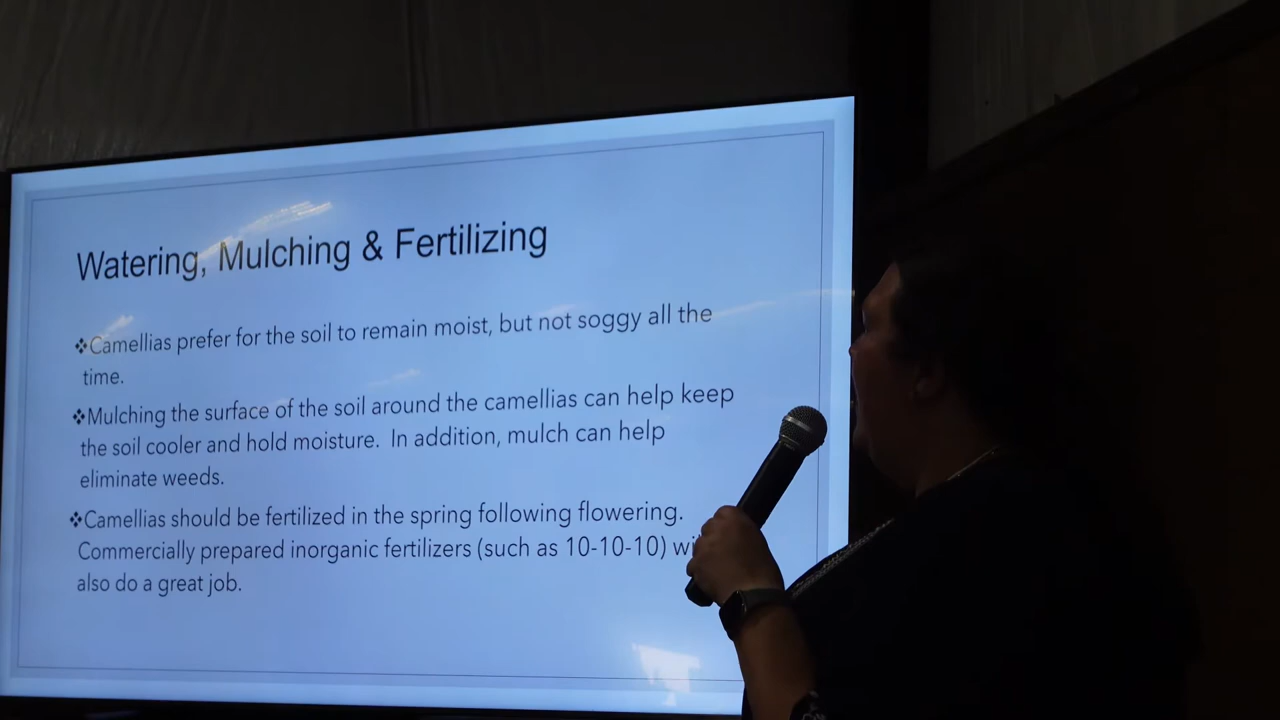 Watering, Mulching & Fertilizing
❖Camellias prefer for the soil to remain moist, but not soggy all the
time.
❖Mulching the surface of the soil around the camellias can help keep
the soil cooler and hold moisture. In addition, mulch can help
eliminate weeds.
❖Camellias should be fertilized in the spring following flowering.
Commercially prepared inorganic fertilizers (such as 10-10-10)
also do a great job.